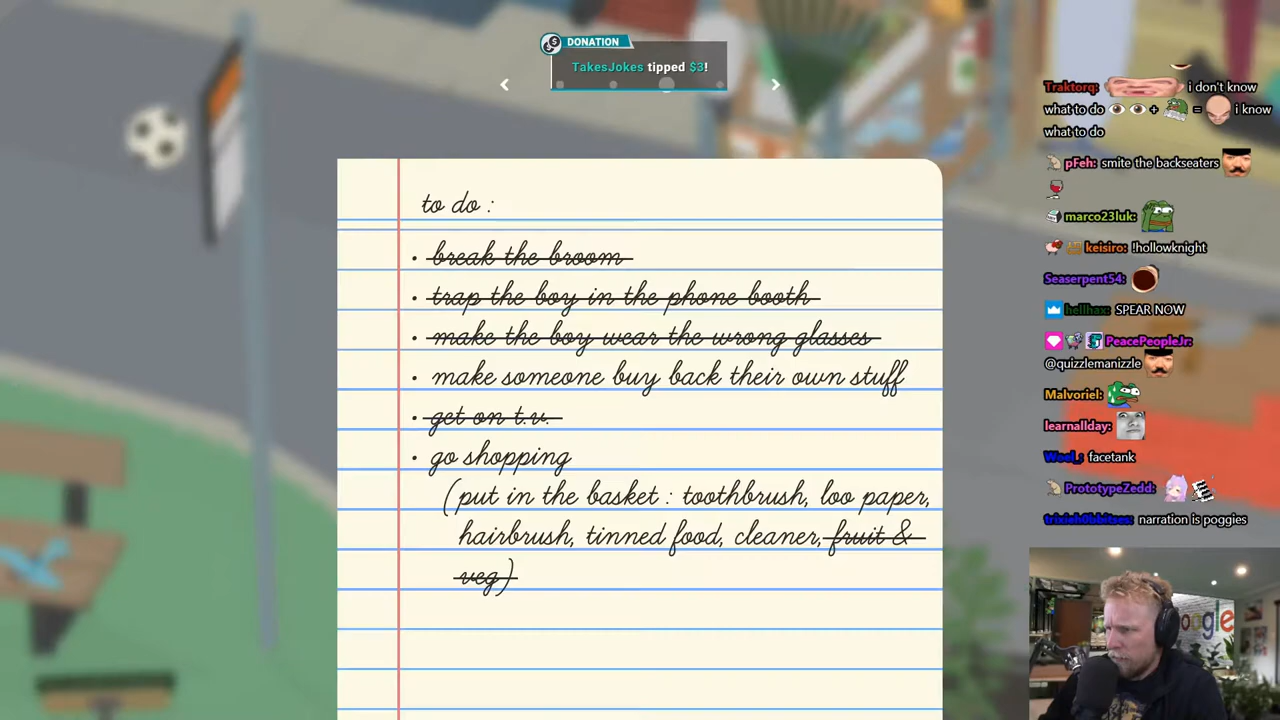 DONATION
TakesJokes tipped $3!
to do :
• break the broom
• trap the boy in the phone booth
• make the boy wear the wrong glasses
• make someone buy back their own stuff
• get on t.v.
• go shopping
(put in the basket : toothbrush, loo paper,
hairbrush, tinned food, cleaner, fruit &
veg)
Traktorq: i don't know
what to do + = i know
what to do
pFeh: smite the backseaters
marco23luk:
keisiro: !hollowknight
Seaserpent54:
hellhax: SPEAR NOW
PeacePeopleJr:
@quizzlemanizzle
Malvoriel:
learnallday:
facetank
PrototypeZedd:
narration is poggies